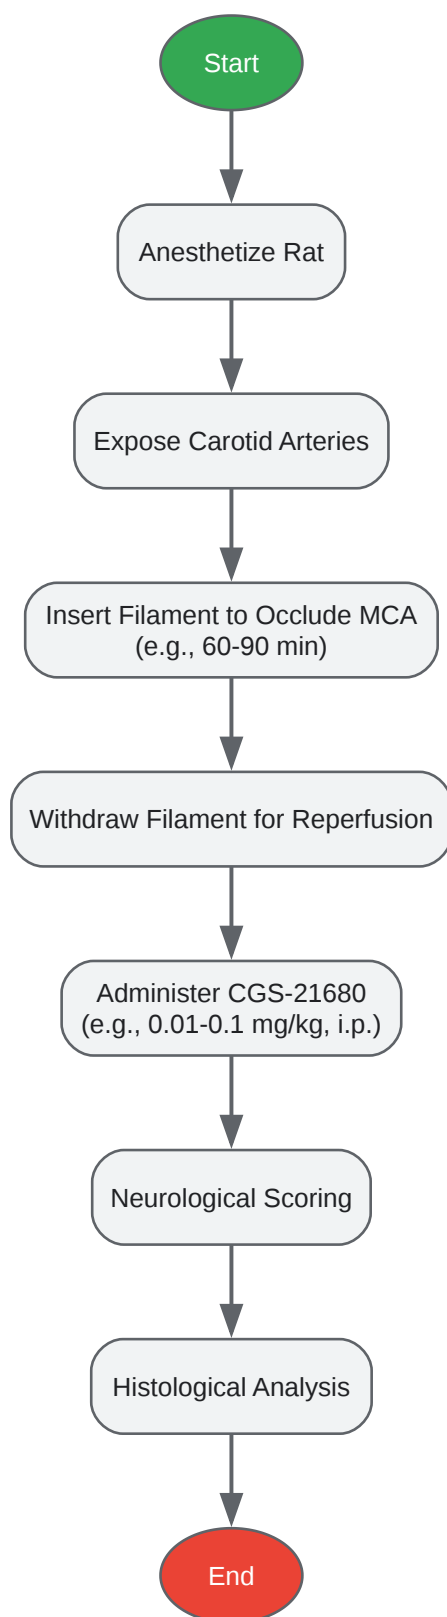 Start
Anesthetize Rat
Expose Carotid Arteries
Insert Filament to Occlude MCA
(e.g., 60-90 min)
Withdraw Filament for Reperfusion
Administer CGS-21680
(e.g., 0.01-0.1 mg/kg, i.p.)
Neurological Scoring
Histological Analysis
End